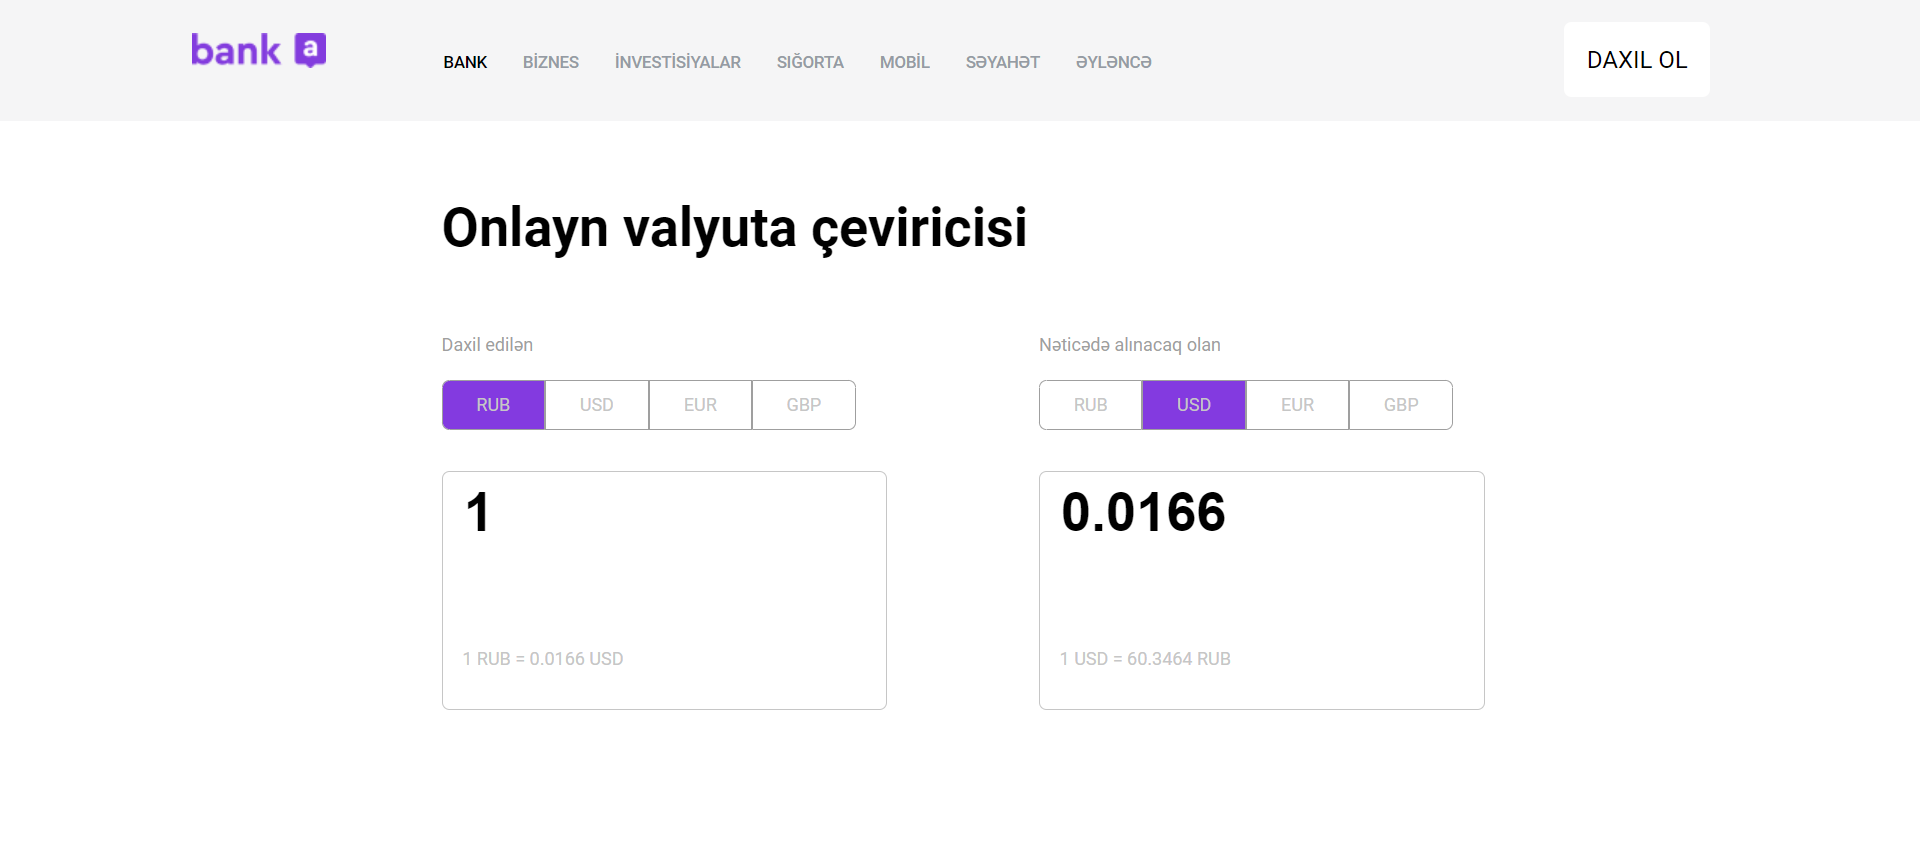 bank a
BANK BİZNES İNVESTİSİYALAR SIĞORTA MOBİL SƏYAHƏT ƏYLƏNCƏ
DAXIL OL
Onlayn valyuta çeviricisi
Daxil edilən
RUB USD EUR GBP
1
1 RUB = 0.0166 USD
Nəticədə alınacaq olan
RUB USD EUR GBP
0.0166
1 USD = 60.3464 RUB